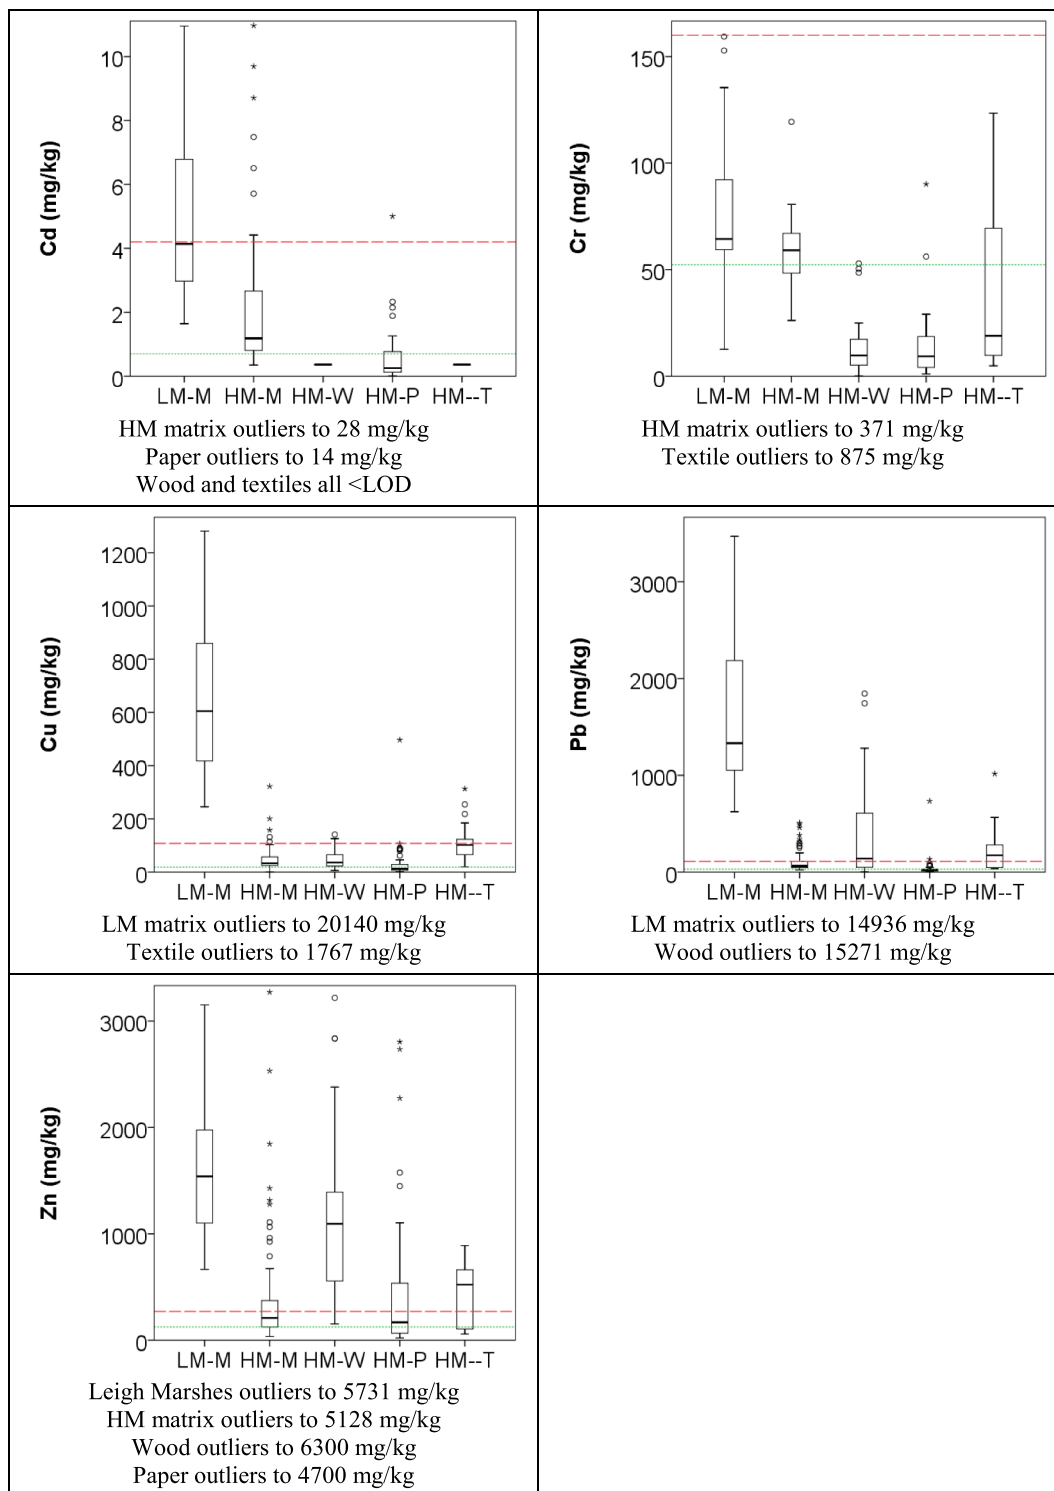 Cd (mg/kg)
10
8
6
4
2
0
LM-M HM-M HM-W HM-P HM--T
HM matrix outliers to 28 mg/kg
Paper outliers to 14 mg/kg
Wood and textiles all <LOD
Cr (mg/kg)
150
100
50
0
LM-M HM-M HM-W HM-P HM--T
HM matrix outliers to 371 mg/kg
Textile outliers to 875 mg/kg
Cu (mg/kg)
1200
1000
800
600
400
200
0
LM-M HM-M HM-W HM-P HM--T
LM matrix outliers to 20140 mg/kg
Textile outliers to 1767 mg/kg
Pb (mg/kg)
3000
2000
1000
0
LM-M HM-M HM-W HM-P HM--T
LM matrix outliers to 14936 mg/kg
Wood outliers to 15271 mg/kg
Zn (mg/kg)
3000
2000
1000
0
LM-M HM-M HM-W HM-P HM--T
Leigh Marshes outliers to 5731 mg/kg
HM matrix outliers to 5128 mg/kg
Wood outliers to 6300 mg/kg
Paper outliers to 4700 mg/kg